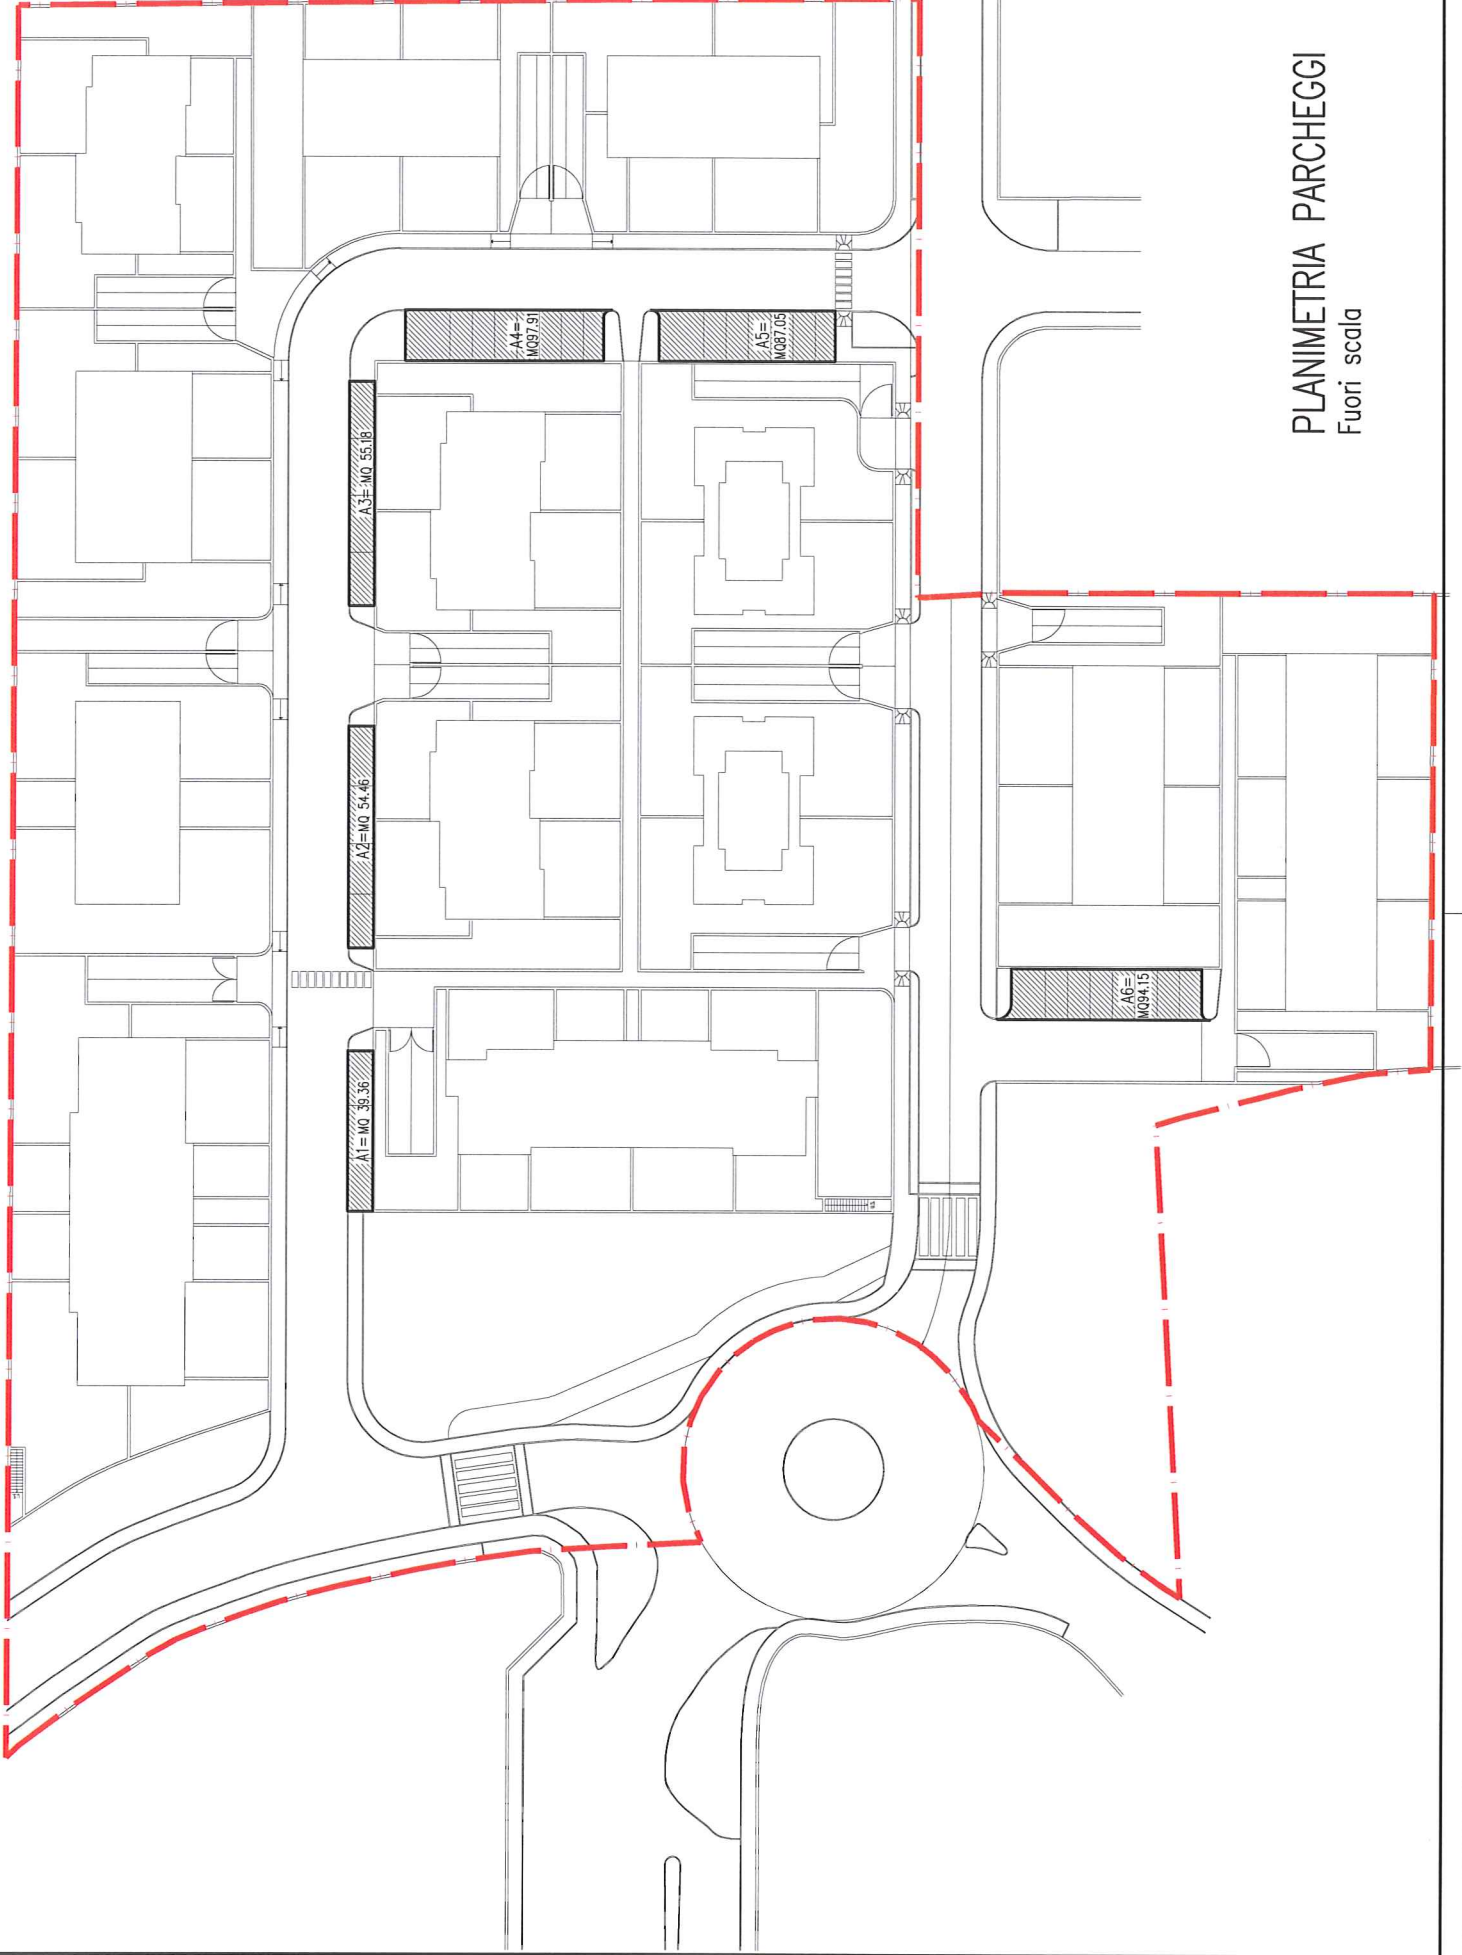 PLANIMETRIA PARCHEGGI
Fuori scala
A1= MQ 39.36
A2=MQ 54.46
A3= MQ 55.18
A4=
MQ97.91
A5=
MQ87.05
A6=
MQ94.15